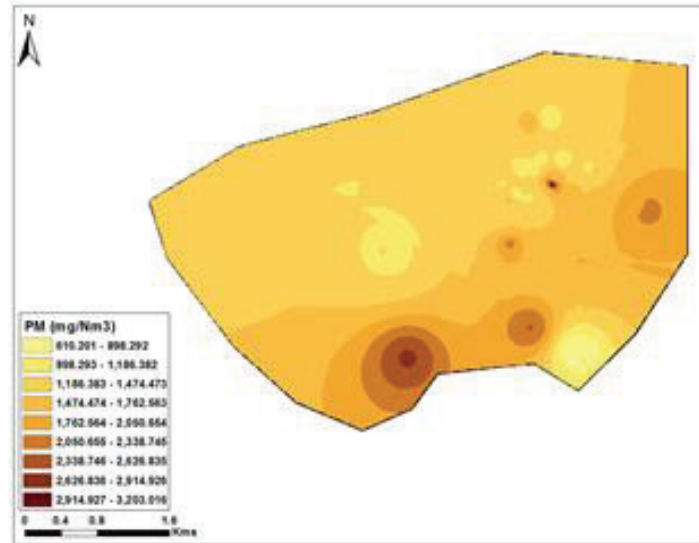 N
PM (mg/Nm3)
610.201 - 898.292
898.293 - 1,186.382
1,186.383 - 1,474.473
1,474.474 - 1,762.563
1,762.564 - 2,050.654
2,050.655 - 2,338.745
2,338.746 - 2,626.835
2,626.836 - 2,914.926
2,914.927 - 3,203.016
0 0.4 0.8 1.6
Kms